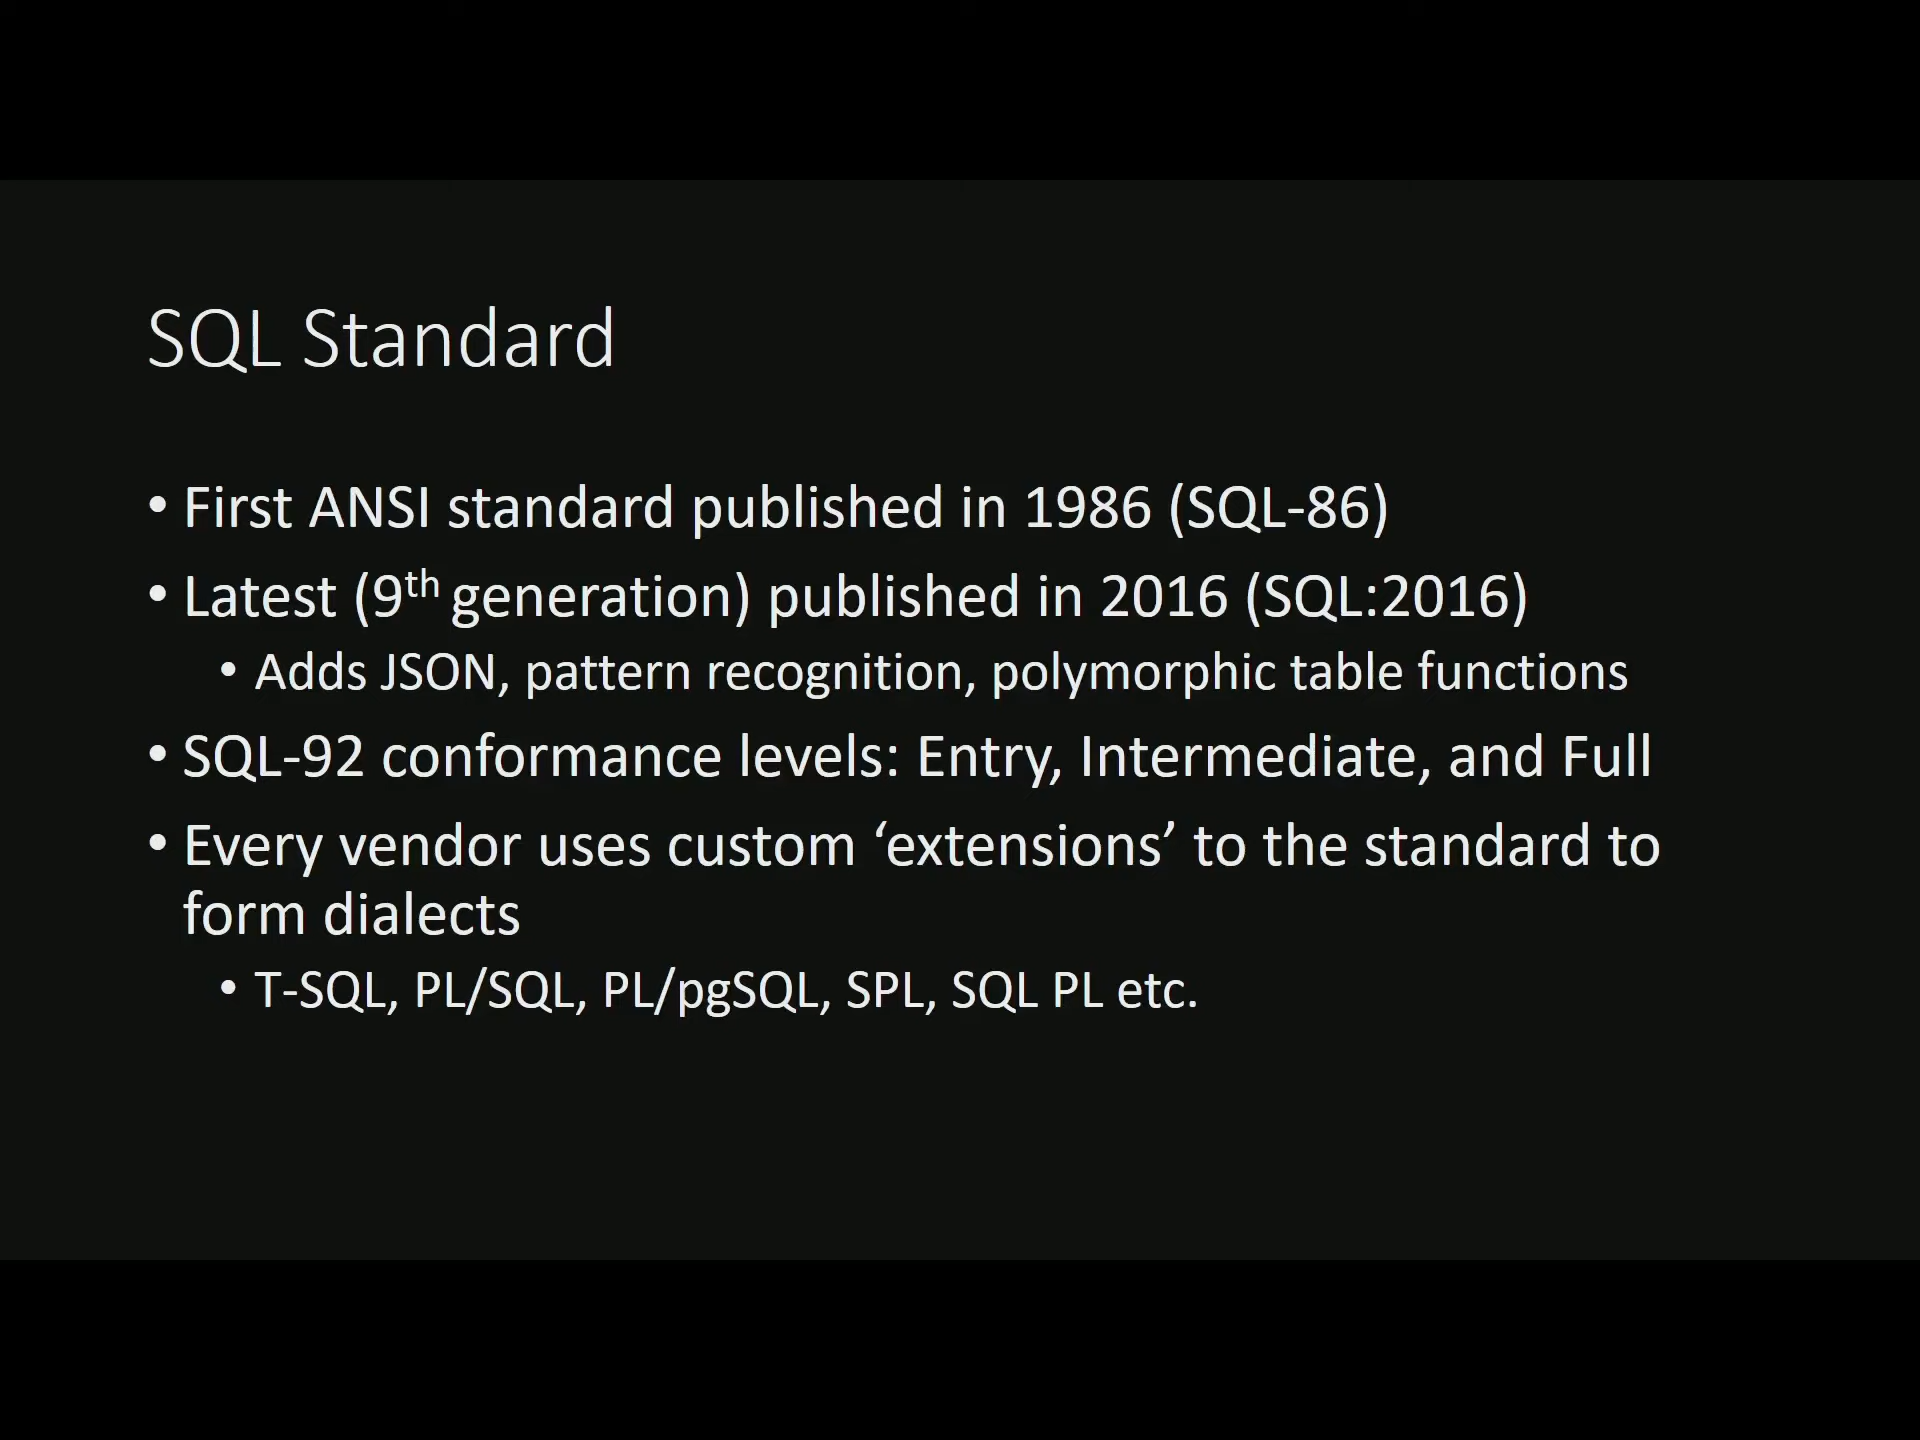 SQL Standard
• First ANSI standard published in 1986 (SQL-86)
• Latest (9th generation) published in 2016 (SQL:2016)
• Adds JSON, pattern recognition, polymorphic table functions
• SQL-92 conformance levels: Entry, Intermediate, and Full
• Every vendor uses custom ‘extensions’ to the standard to
form dialects
• T-SQL, PL/SQL, PL/pgSQL, SPL, SQL PL etc.